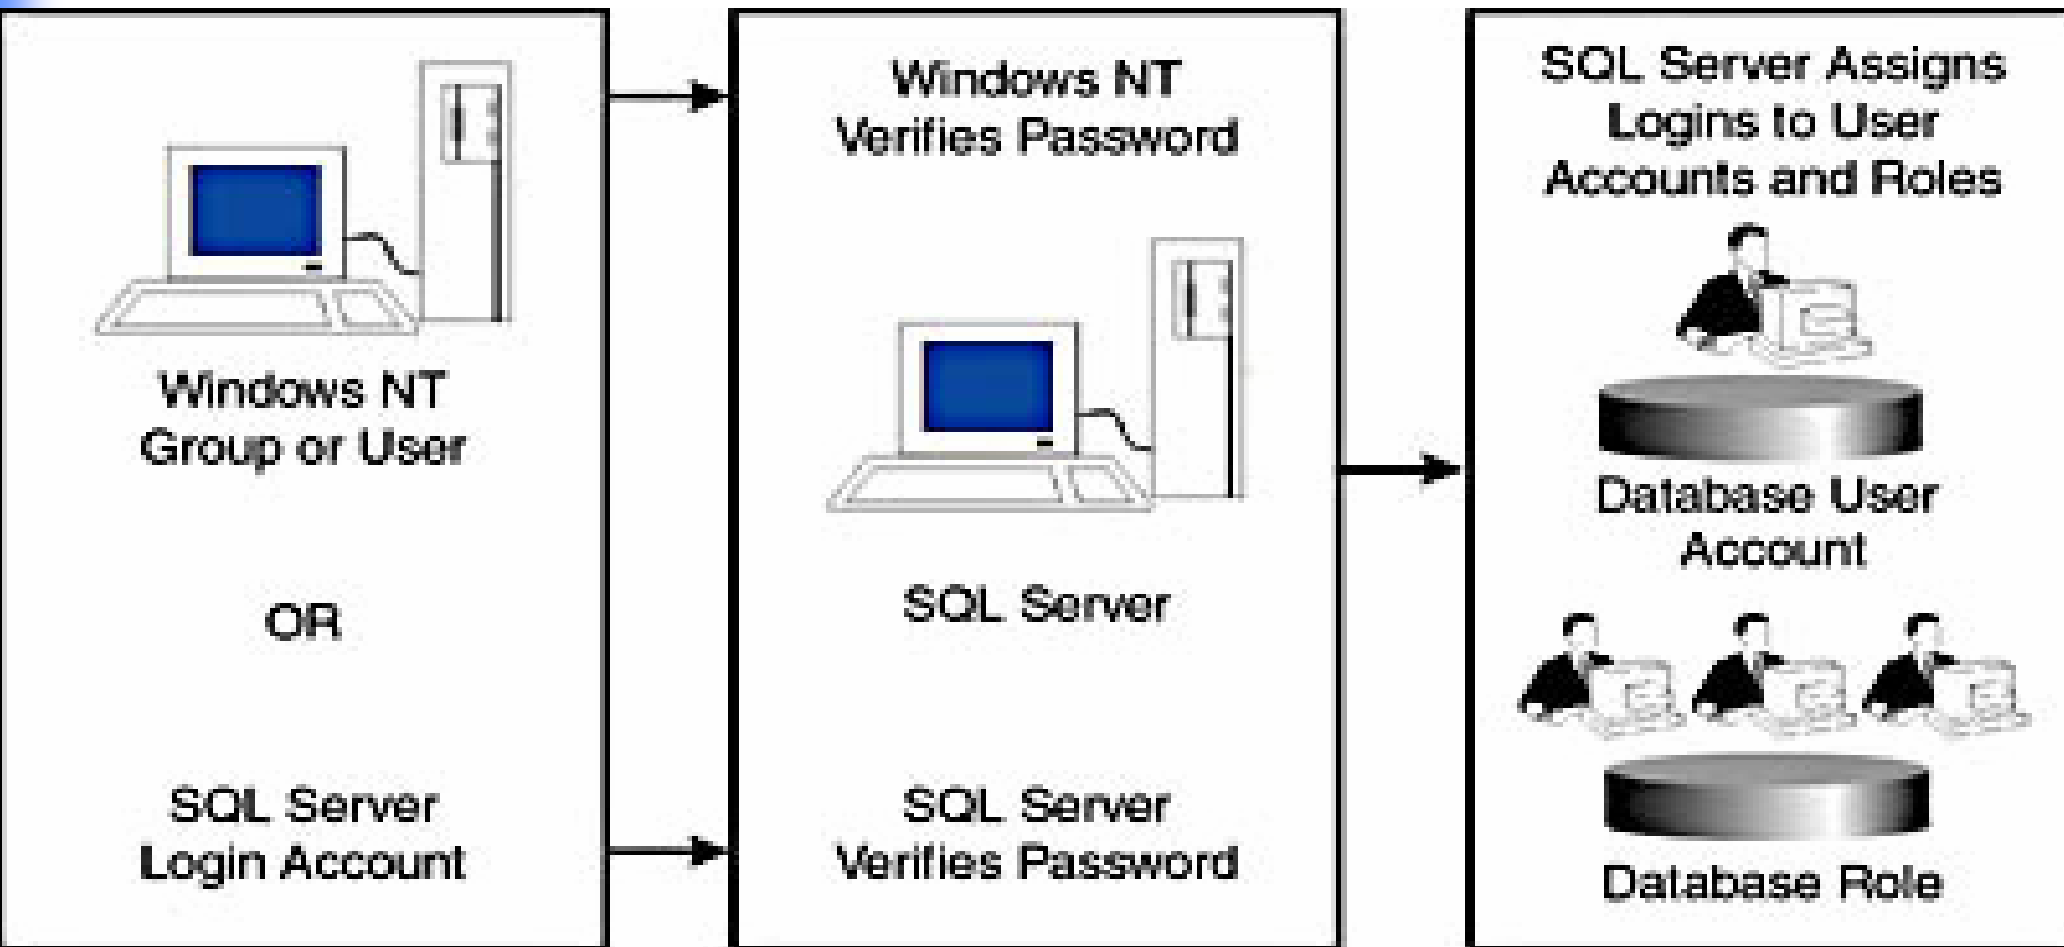 Windows NT
Group or User
OR
SQL Server
Login Account
Windows NT
Verifies Password
SQL Server
SQL Server
Verifies Password
SQL Server Assigns
Logins to User
Accounts and Roles
Database User
Account
Database Role